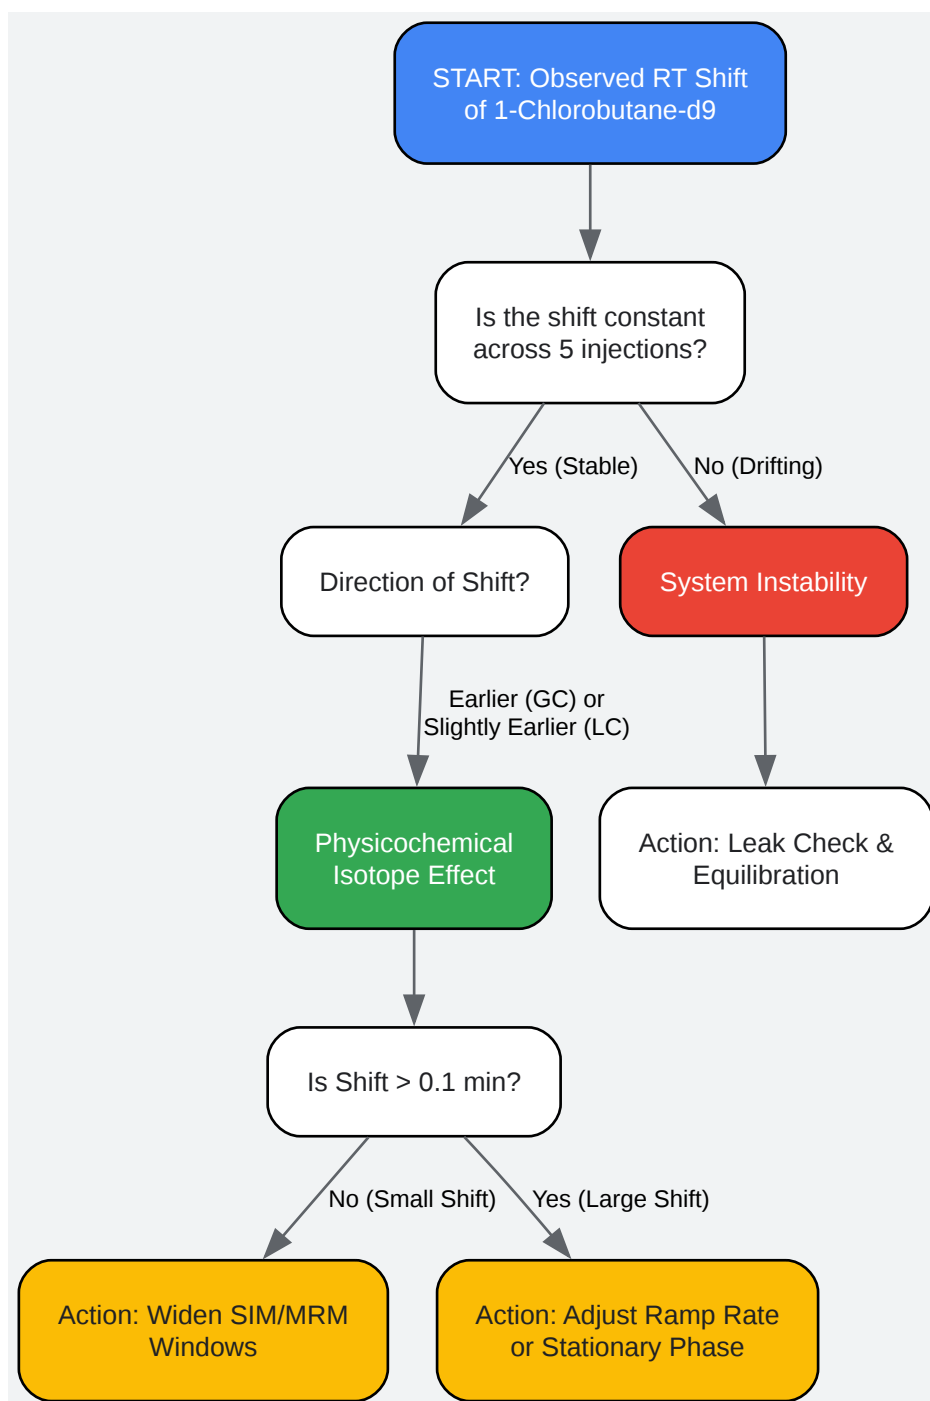 START: Observed RT Shift
of 1-Chlorobutane-d9
Is the shift constant
across 5 injections?
Yes (Stable)
No (Drifting)
Direction of Shift?
System Instability
Earlier (GC) or
Slightly Earlier (LC)
Physicochemical
Isotope Effect
Action: Leak Check &
Equilibration
Is Shift > 0.1 min?
No (Small Shift)
Yes (Large Shift)
Action: Widen SIM/MRM
Windows
Action: Adjust Ramp Rate
or Stationary Phase